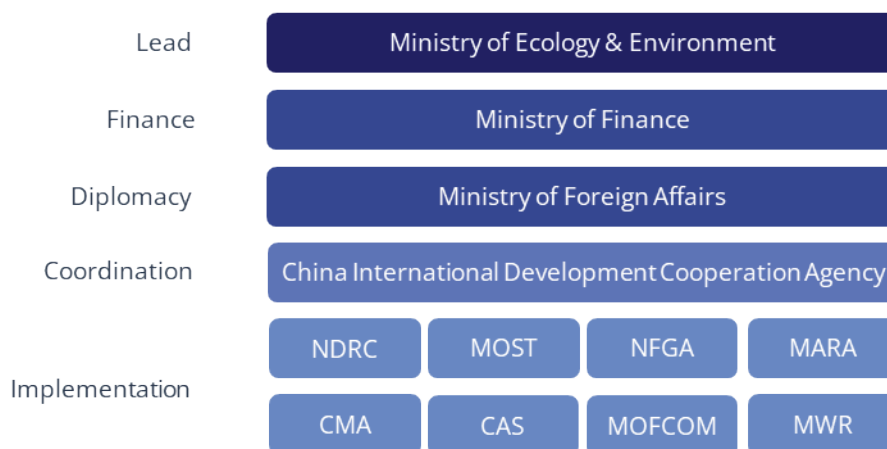 Lead Ministry of Ecology & Environment
Finance Ministry of Finance
Diplomacy Ministry of Foreign Affairs
Coordination China International Development Cooperation Agency
NDRC MOST NFGA MARA
Implementation
CMA CAS MOFCOM MWR